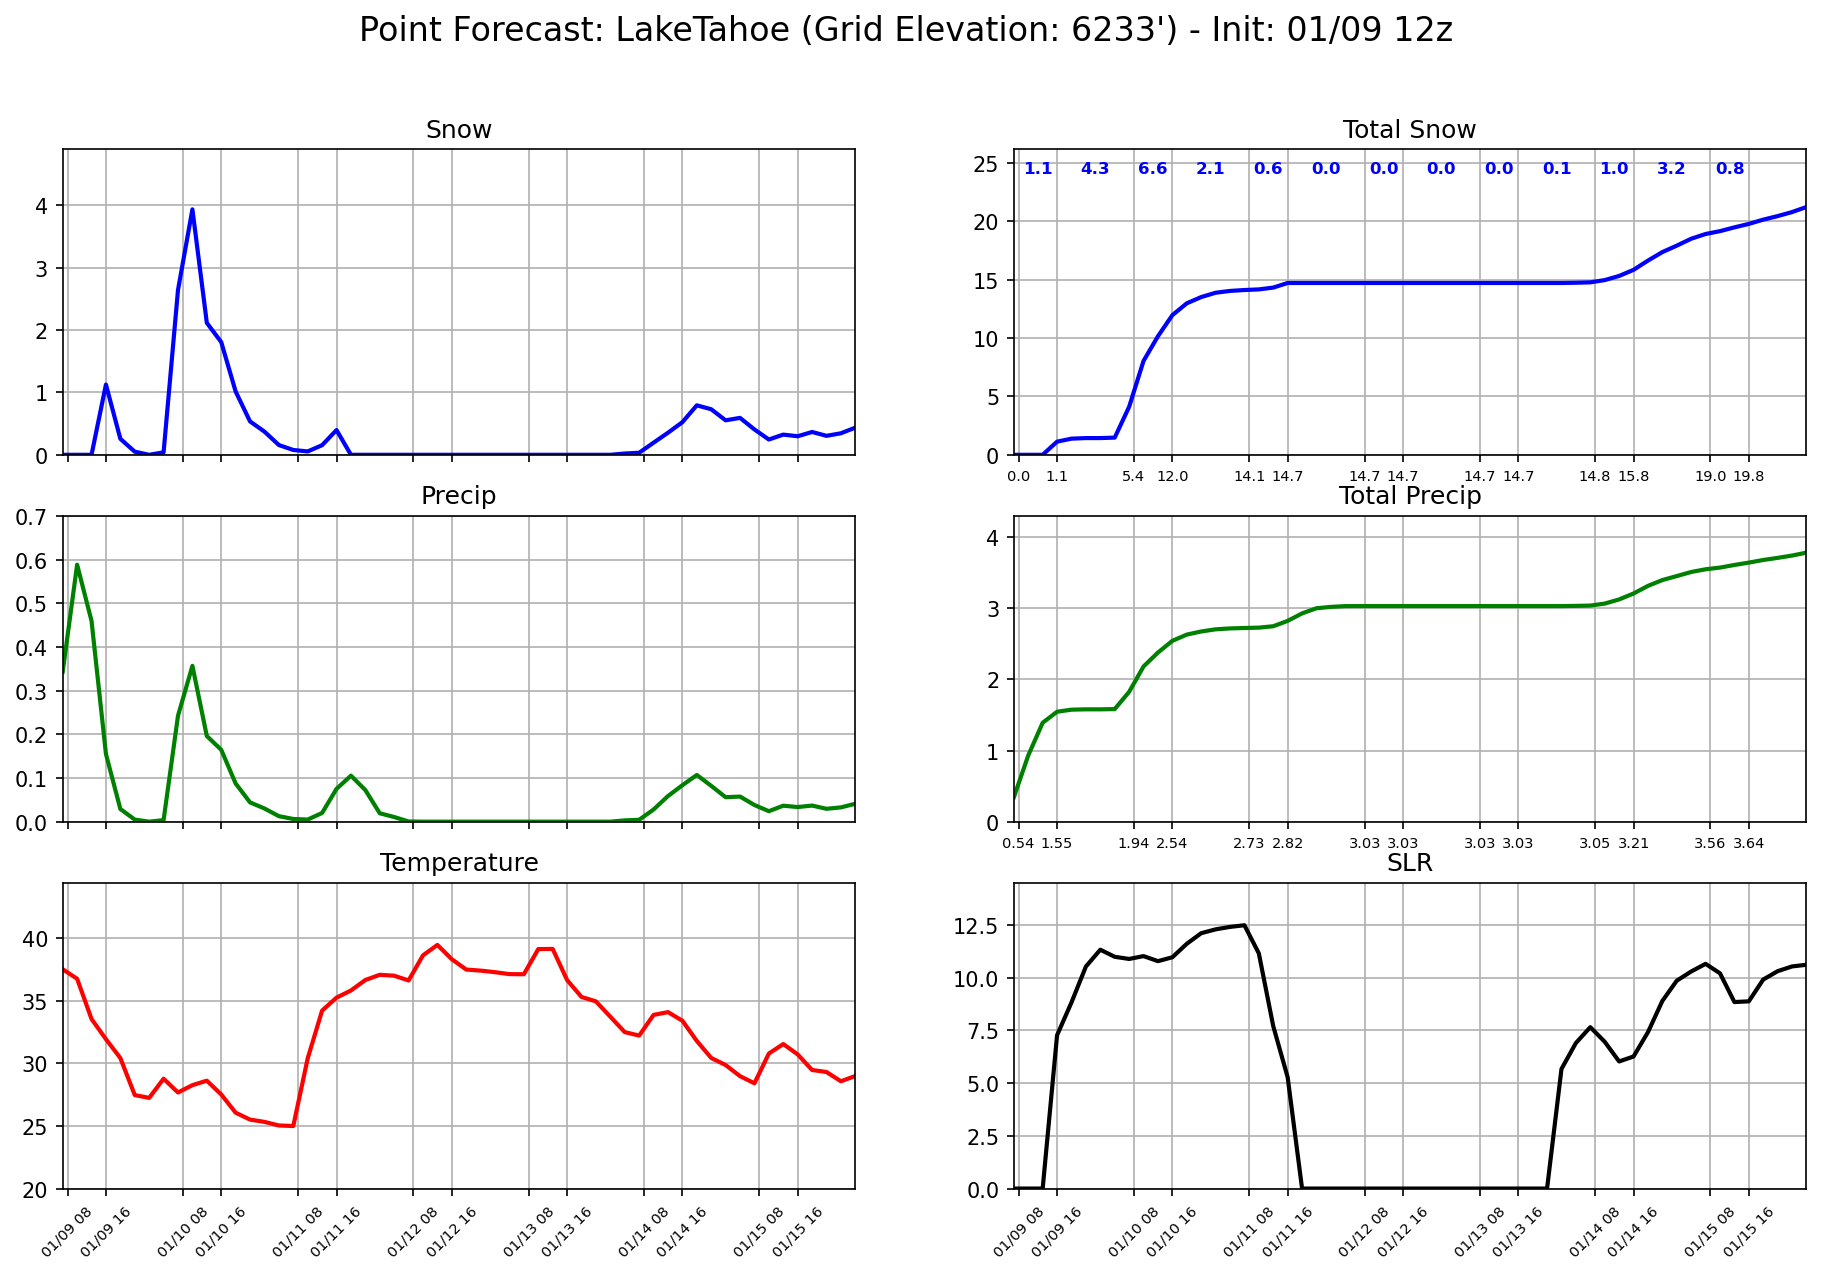 Point Forecast: LakeTahoe (Grid Elevation: 6233') - Init: 01/09 12z
Snow
4
3
2
1
0
Total Snow
25
20
15
10
5
0
1.1 4.3 6.6 2.1 0.6 0.0 0.0 0.0 0.0 0.1 1.0 3.2 0.8
0.0 1.1 5.4 12.0 14.1 14.7 14.7 14.7 14.7 14.7 14.8 15.8 19.0 19.8
Precip
0.7
0.6
0.5
0.4
0.3
0.2
0.1
0.0
Total Precip
4
3
2
1
0
0.54 1.55 1.94 2.54 2.73 2.82 3.03 3.03 3.03 3.03 3.05 3.21 3.56 3.64
Temperature
40
35
30
25
20
01/09 08 01/09 16 01/10 08 01/10 16 01/11 08 01/11 16 01/12 08 01/12 16 01/13 08 01/13 16 01/14 08 01/14 16 01/15 08 01/15 16
SLR
12.5
10.0
7.5
5.0
2.5
0.0
01/09 08 01/09 16 01/10 08 01/10 16 01/11 08 01/11 16 01/12 08 01/12 16 01/13 08 01/13 16 01/14 08 01/14 16 01/15 08 01/15 16